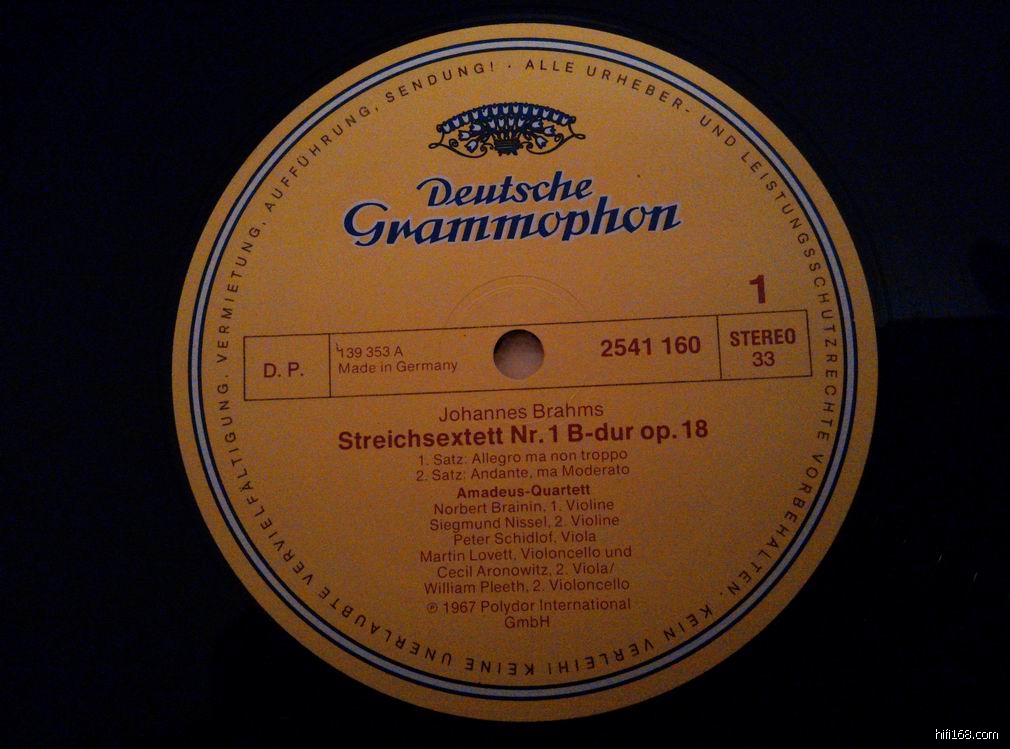 KEINE UNERLAUBTE VERVIELFÄLTIGUNG, VERMIETUNG, AUFFÜHRUNG, SENDUNG! · ALLE URHEBER- UND LEISTUNGSSCHUTZRECHTE VORBEHALTEN. KEIN VERLEIH!
Deutsche
Grammophon
1
D. P.
139 353 A
Made in Germany
2541 160
STEREO
33
Johannes Brahms
Streichsextett Nr. 1 B-dur op. 18
1. Satz: Allegro ma non troppo
2. Satz: Andante, ma Moderato
Amadeus-Quartett
Norbert Brainin, 1. Violine
Siegmund Nissel, 2. Violine
Peter Schidlof, Viola
Martin Lovett, Violoncello und
Cecil Aronowitz, 2. Viola/
William Pleeth, 2. Violoncello
℗ 1967 Polydor International
GmbH
hifi168.com